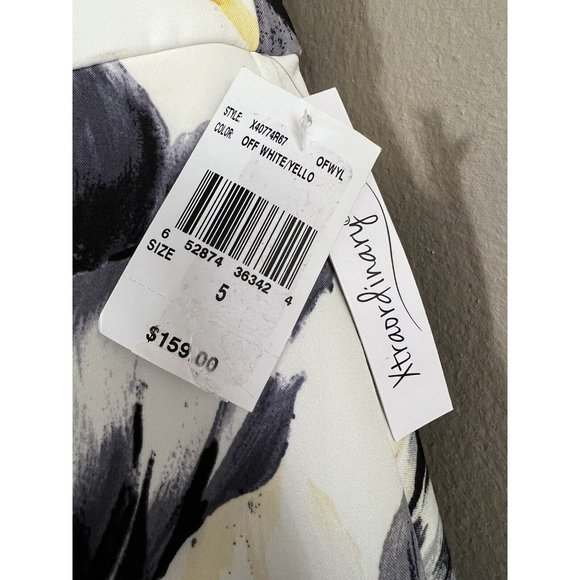 STYLE: X40774R67
COLOR: OFWYL
OFF WHITE/YELLO
6 52874 36342 4
SIZE 5
$159.00
Xtraordinary